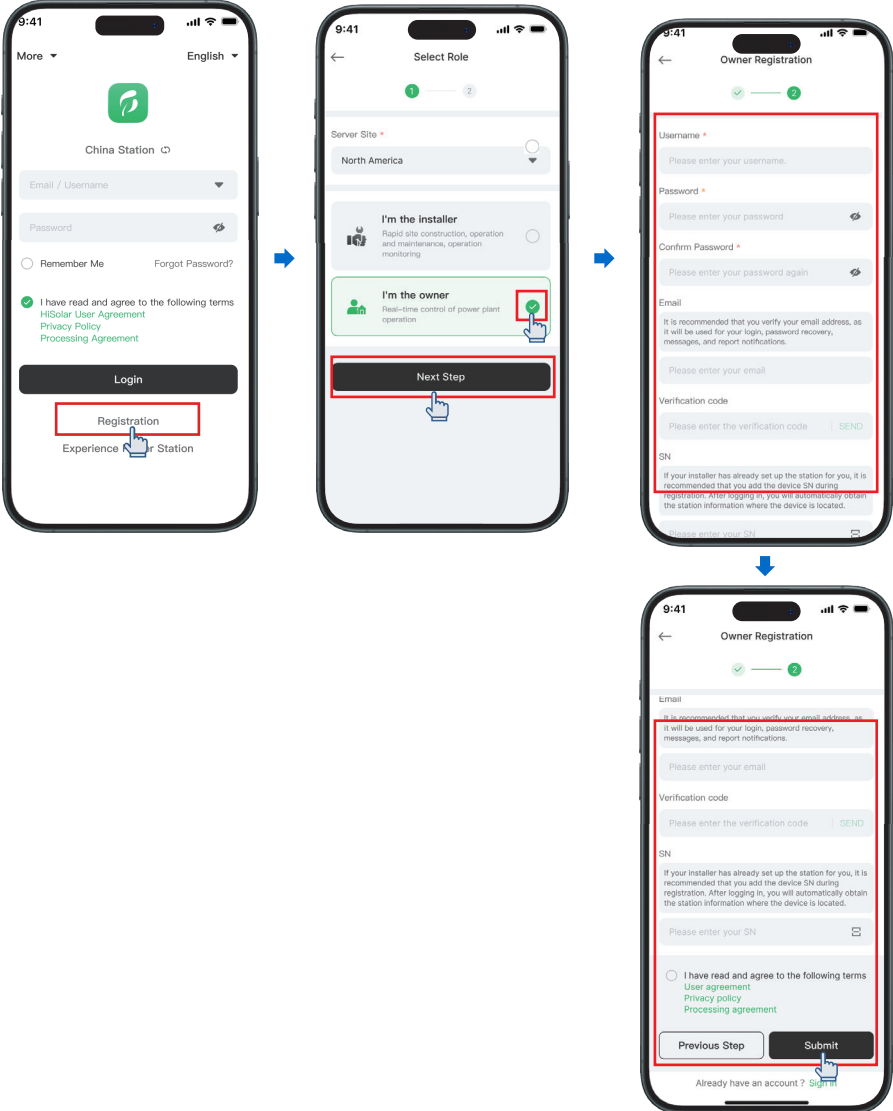 9:41
More
English
China Station
Email / Username
Password
Remember Me
Forgot Password?
I have read and agree to the following terms
HiSolar User Agreement
Privacy Policy
Processing Agreement
Login
Registration
Experience
Station
9:41
Select Role
1
2
Server Site *
North America
I'm the installer
Rapid site construction, operation
and maintenance, operation
monitoring
I'm the owner
Real-time control of power plant
operation
Next Step
9:41
Owner Registration
2
Username *
Please enter your username.
Password *
Please enter your password
Confirm Password *
Please enter your password again
Email
It is recommended that you verify your email address, as
it will be used for your login, password recovery,
messages, and report notifications.
Please enter your email
Verification code
Please enter the verification code
SEND
SN
If your installer has already set up the station for you, it is
recommended that you add the device SN during
registration. After logging in, you will automatically obtain
the station information where the device is located.
Please enter your SN
9:41
Owner Registration
2
Email
It is recommended that you verify your email address, as
it will be used for your login, password recovery,
messages, and report notifications.
Please enter your email
Verification code
Please enter the verification code
SEND
SN
If your installer has already set up the station for you, it is
recommended that you add the device SN during
registration. After logging in, you will automatically obtain
the station information where the device is located.
Please enter your SN
I have read and agree to the following terms
User agreement
Privacy policy
Processing agreement
Previous Step
Submit
Already have an account ? Sign in